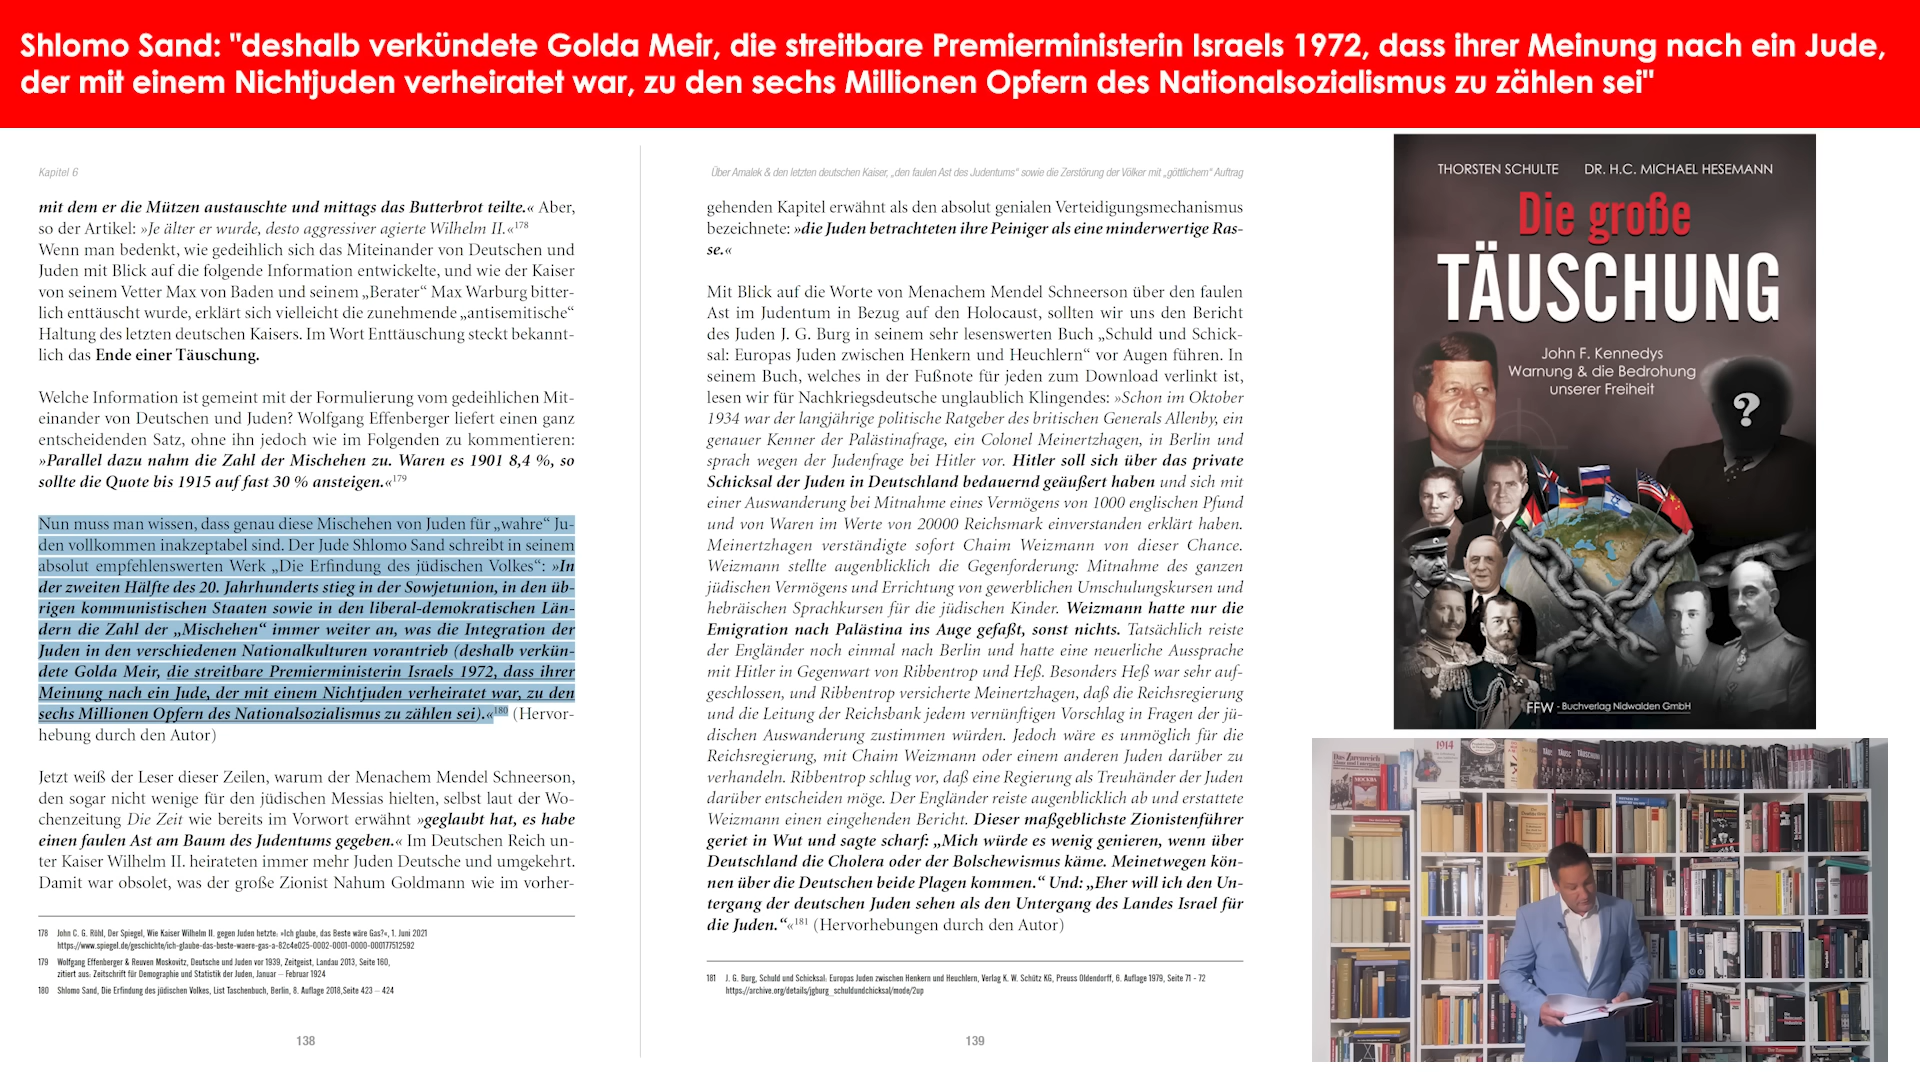 Shlomo Sand: "deshalb verkündete Golda Meir, die streitbare Premierministerin Israels 1972, dass ihrer Meinung nach ein Jude,
der mit einem Nichtjuden verheiratet war, zu den sechs Millionen Opfern des Nationalsozialismus zu zählen sei"
Kapitel 6
mit dem er die Mützen austauschte und mittags das Butterbrot teilte.« Aber,
so der Artikel: »Je älter er wurde, desto aggressiver agierte Wilhelm II.«178
Wenn man bedenkt, wie gedeihlich sich das Miteinander von Deutschen und
Juden mit Blick auf die folgende Information entwickelte, und wie der Kaiser
von seinem Vetter Max von Baden und seinem „Berater“ Max Warburg bitter-
lich enttäuscht wurde, erklärt sich vielleicht die zunehmende „antisemitische“
Haltung des letzten deutschen Kaisers. Im Wort Enttäuschung steckt bekannt-
lich das Ende einer Täuschung.
Welche Information ist gemeint mit der Formulierung vom gedeihlichen Mit-
einander von Deutschen und Juden? Wolfgang Effenberger liefert einen ganz
entscheidenden Satz, ohne ihn jedoch wie im Folgenden zu kommentieren:
»Parallel dazu nahm die Zahl der Mischehen zu. Waren es 1901 8,4 %, so
sollte die Quote bis 1915 auf fast 30 % ansteigen.«179
Nun muss man wissen, dass genau diese Mischehen von Juden für „wahre“ Ju-
den vollkommen inakzeptabel sind. Der Jude Shlomo Sand schreibt in seinem
absolut empfehlenswerten Werk „Die Erfindung des jüdischen Volkes“: »In
der zweiten Hälfte des 20. Jahrhunderts stieg in der Sowjetunion, in den üb-
rigen kommunistischen Staaten sowie in den liberal-demokratischen Län-
dern die Zahl der „Mischehen“ immer weiter an, was die Integration der
Juden in den verschiedenen Nationalkulturen vorantrieb (deshalb verkün-
dete Golda Meir, die streitbare Premierministerin Israels 1972, dass ihrer
Meinung nach ein Jude, der mit einem Nichtjuden verheiratet war, zu den
sechs Millionen Opfern des Nationalsozialismus zu zählen sei).«180 (Hervor-
hebung durch den Autor)
Jetzt weiß der Leser dieser Zeilen, warum der Menachem Mendel Schneerson,
den sogar nicht wenige für den jüdischen Messias hielten, selbst laut der Wo-
chenzeitung Die Zeit wie bereits im Vorwort erwähnt »geglaubt hat, es habe
einen faulen Ast am Baum des Judentums gegeben.« Im Deutschen Reich un-
ter Kaiser Wilhelm II. heirateten immer mehr Juden Deutsche und umgekehrt.
Damit war obsolet, was der große Zionist Nahum Goldmann wie im vorher-
178 John C. G. Röhl, Der Spiegel, Wie Kaiser Wilhelm II. gegen Juden hetzte: »Ich glaube, das Beste wäre Gas?«, 1. Juni 2021
https://www.spiegel.de/geschichte/ich-glaube-das-beste-waere-gas-a-82c4e025-0002-0001-0000-000177512592
179 Wolfgang Effenberger & Reuven Moskovitz, Deutsche und Juden vor 1939, Zeitgeist, Landau 2013, Seite 160,
zitiert aus: Zeitschrift für Demographie und Statistik der Juden, Januar – Februar 1924
180 Shlomo Sand, Die Erfindung des jüdischen Volkes, List Taschenbuch, Berlin, 8. Auflage 2018,Seite 423 – 424
138
Über Amalek & den letzten deutschen Kaiser, „den faulen Ast des Judentums“ sowie die Zerstörung der Völker mit „göttlichem“ Auftrag
gehenden Kapitel erwähnt als den absolut genialen Verteidigungsmechanismus
bezeichnete: »die Juden betrachteten ihre Peiniger als eine minderwertige Ras-
se.«
Mit Blick auf die Worte von Menachem Mendel Schneerson über den faulen
Ast im Judentum in Bezug auf den Holocaust, sollten wir uns den Bericht
des Juden J. G. Burg in seinem sehr lesenswerten Buch „Schuld und Schick-
sal: Europas Juden zwischen Henkern und Heuchlern“ vor Augen führen. In
seinem Buch, welches in der Fußnote für jeden zum Download verlinkt ist,
lesen wir für Nachkriegsdeutsche unglaublich Klingendes: »Schon im Oktober
1934 war der langjährige politische Ratgeber des britischen Generals Allenby, ein
genauer Kenner der Palästinafrage, ein Colonel Meinertzhagen, in Berlin und
sprach wegen der Judenfrage bei Hitler vor. Hitler soll sich über das private
Schicksal der Juden in Deutschland bedauernd geäußert haben und sich mit
einer Auswanderung bei Mitnahme eines Vermögens von 1000 englischen Pfund
und von Waren im Werte von 20000 Reichsmark einverstanden erklärt haben.
Meinertzhagen verständigte sofort Chaim Weizmann von dieser Chance.
Weizmann stellte augenblicklich die Gegenforderung: Mitnahme des ganzen
jüdischen Vermögens und Errichtung von gewerblichen Umschulungskursen und
hebräischen Sprachkursen für die jüdischen Kinder. Weizmann hatte nur die
Emigration nach Palästina ins Auge gefaßt, sonst nichts. Tatsächlich reiste
der Engländer noch einmal nach Berlin und hatte eine neuerliche Aussprache
mit Hitler in Gegenwart von Ribbentrop und Heß. Besonders Heß war sehr auf-
geschlossen, und Ribbentrop versicherte Meinertzhagen, daß die Reichsregierung
und die Leitung der Reichsbank jedem vernünftigen Vorschlag in Fragen der jü-
dischen Auswanderung zustimmen würden. Jedoch wäre es unmöglich für die
Reichsregierung, mit Chaim Weizmann oder einem anderen Juden darüber zu
verhandeln. Ribbentrop schlug vor, daß eine Regierung als Treuhänder der Juden
darüber entscheiden möge. Der Engländer reiste augenblicklich ab und erstattete
Weizmann einen eingehenden Bericht. Dieser maßgeblichste Zionistenführer
geriet in Wut und sagte scharf: „Mich würde es wenig genieren, wenn über
Deutschland die Cholera oder der Bolschewismus käme. Meinetwegen kön-
nen über die Deutschen beide Plagen kommen.“ Und: „Eher will ich den Un-
tergang der deutschen Juden sehen als den Untergang des Landes Israel für
die Juden.“«181 (Hervorhebungen durch den Autor)
181 J. G. Burg, Schuld und Schicksal: Europas Juden zwischen Henkern und Heuchlern, Verlag K. W. Schütz KG, Preuss Oldendorff, 6. Auflage 1979, Seite 71 - 72
https://archive.org/details/jgburg_schuldundchicksal/mode/2up
139
THORSTEN SCHULTE DR. H.C. MICHAEL HESEMANN
Die große
TÄUSCHUNG
John F. Kennedys
Warnung & die Bedrohung
unserer Freiheit
?
FFW - Buchverlag Nidwalden GmbH
1914